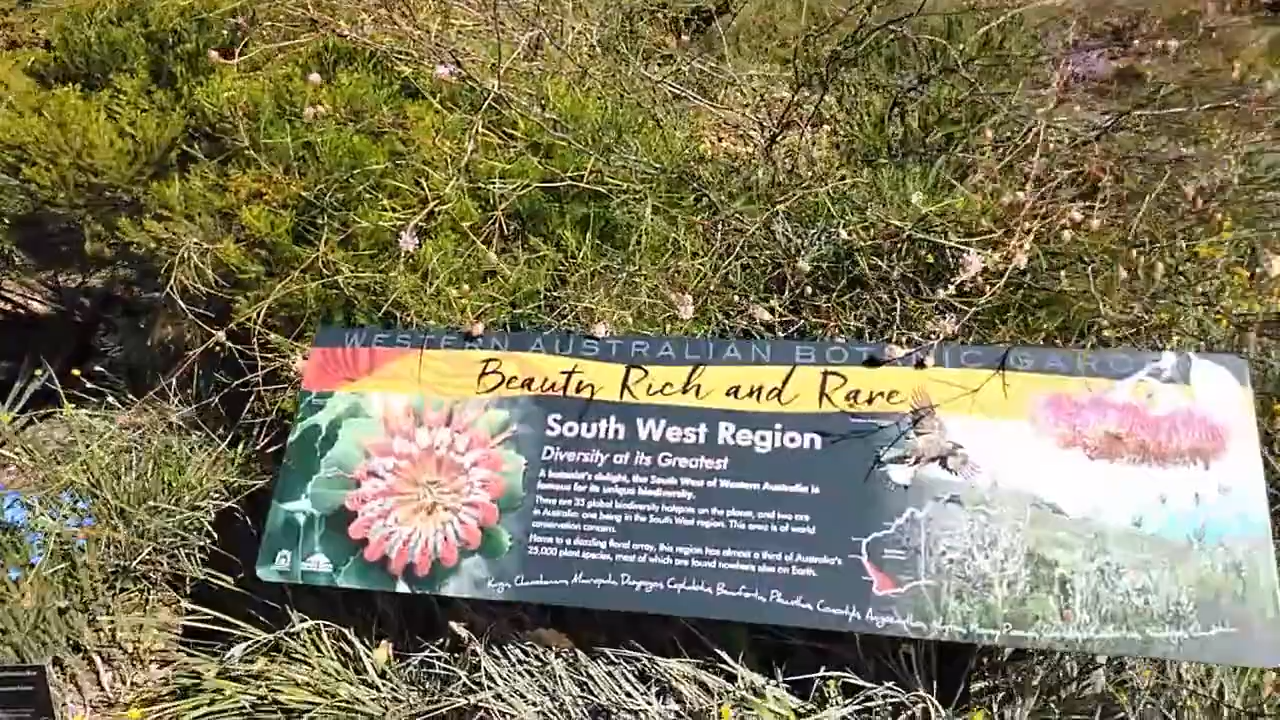 WESTERN AUSTRALIAN BOTANIC GARD
Beauty Rich and Rare
South West Region
Diversity at its Greatest
A botanist's delight, the South West of Western Australia is
famous for its unique biodiversity.
There are 35 global biodiversity hotspots on the planet, and two are
in Australia: one being in the South West region. This area is of world
conservation concern.
Home to a dazzling floral array, this region has almost a third of Australia's
25,000 plant species, most of which are found nowhere else on Earth.